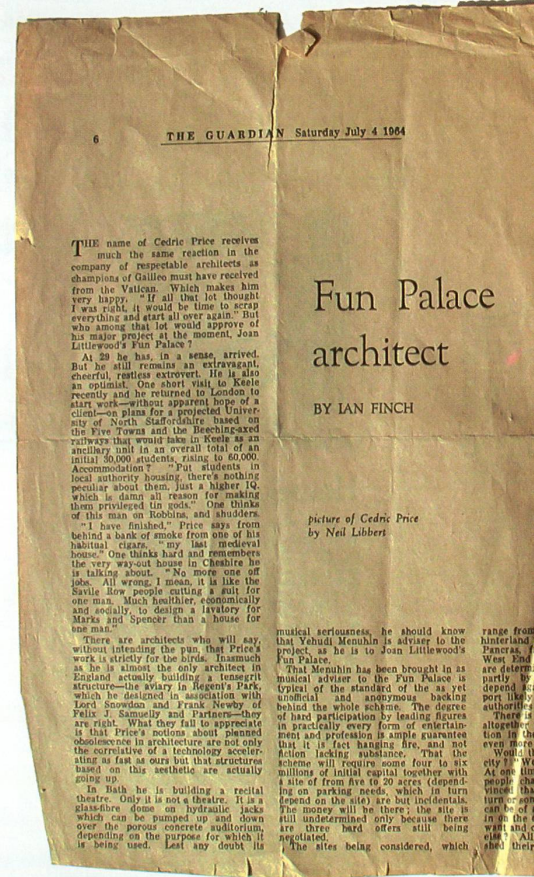 6
THE GUARDIAN Saturday July 4 1964
THE name of Cedric Price receives
much the same reaction in the
company of respectable architects as
champions of Galileo must have received
from the Vatican. Which makes him
very happy. "If all that lot thought
I was right, it would be time to scrap
everything and start all over again." But
who among that lot would approve of
his major project at the moment, Joan
Littlewood's Fun Palace?
At 29 he has, in a sense, arrived.
But he still remains an extravagant,
cheerful, restless extrovert. He is also
an optimist. One short visit to Keele
recently and he returned to London to
start work—without apparent hope of a
client—on plans for a projected Univer-
sity of North Staffordshire based on
the Five Towns and the Beeching-axed
railways that would take in Keele as an
ancillary unit in an overall total of an
initial 30,000 students, rising to 60,000.
Accommodation? "Put students in
local authority housing, there's nothing
peculiar about them, just a higher IQ,
which is damn all reason for making
them privileged tin gods." One thinks
of this man on Robbins, and shudders.
"I have finished," Price says from
behind a bank of smoke from one of his
habitual cigars, "my last medieval
house." One thinks hard and remembers
the very way-out house in Cheshire he
is talking about. "No more one off
jobs. All wrong, I mean, it is like the
Savile Row people cutting a suit for
one man. Much healthier, economically
and socially, to design a lavatory for
Marks and Spencer than a house for
one man."
There are architects who will say,
without intending the pun, that Price's
work is strictly for the birds. Inasmuch
as he is almost the only architect in
England actually building a tensegrit
structure—the aviary in Regent's Park,
which he designed in association with
Lord Snowdon and Frank Newby of
Felix J. Samuelly and Partners—they
are right. What they fail to appreciate
is that Price's notions about planned
obsolescence in architecture are not only
the correlative of a technology acceler-
ating as fast as ours but that structures
based on this aesthetic are actually
going up.
In Bath he is building a recital
theatre. Only it is not a theatre. It is a
glass-fibre dome on hydraulic jacks
which can be pumped up and down
over the porous concrete auditorium,
depending on the purpose for which it
is being used. Lest any doubt its
Fun Palace
architect
BY IAN FINCH
picture of Cedric Price
by Neil Libbert
musical seriousness, he should know
that Yehudi Menuhin is adviser to the
project, as he is to Joan Littlewood's
Fun Palace.
That Menuhin has been brought in as
musical adviser to the Fun Palace is
typical of the standard of the as yet
unofficial and anonymous backing
behind the whole scheme. The degree
of hard participation by leading figures
in practically every form of entertain-
ment and profession is ample guarantee
that it is fact hanging fire, and not
fiction lacking substance. That the
scheme will require some four to six
millions of initial capital together with
a site of from five to 20 acres (depend-
ing on parking needs, which in turn
depend on the site) are but incidentals.
The money will be there; the site is
still undetermined only because there
are three hard offers still being
negotiated.
The sites being considered, which
range from
hinterland
Pancras,
West End
are determi
partly by
depend
port likely
authorities
There is
altogether
tion in the
even more
Would
city? W
At one tim
people cha
vinced tha
turn or som
can be of
in on the
want and c
else? All
shed their